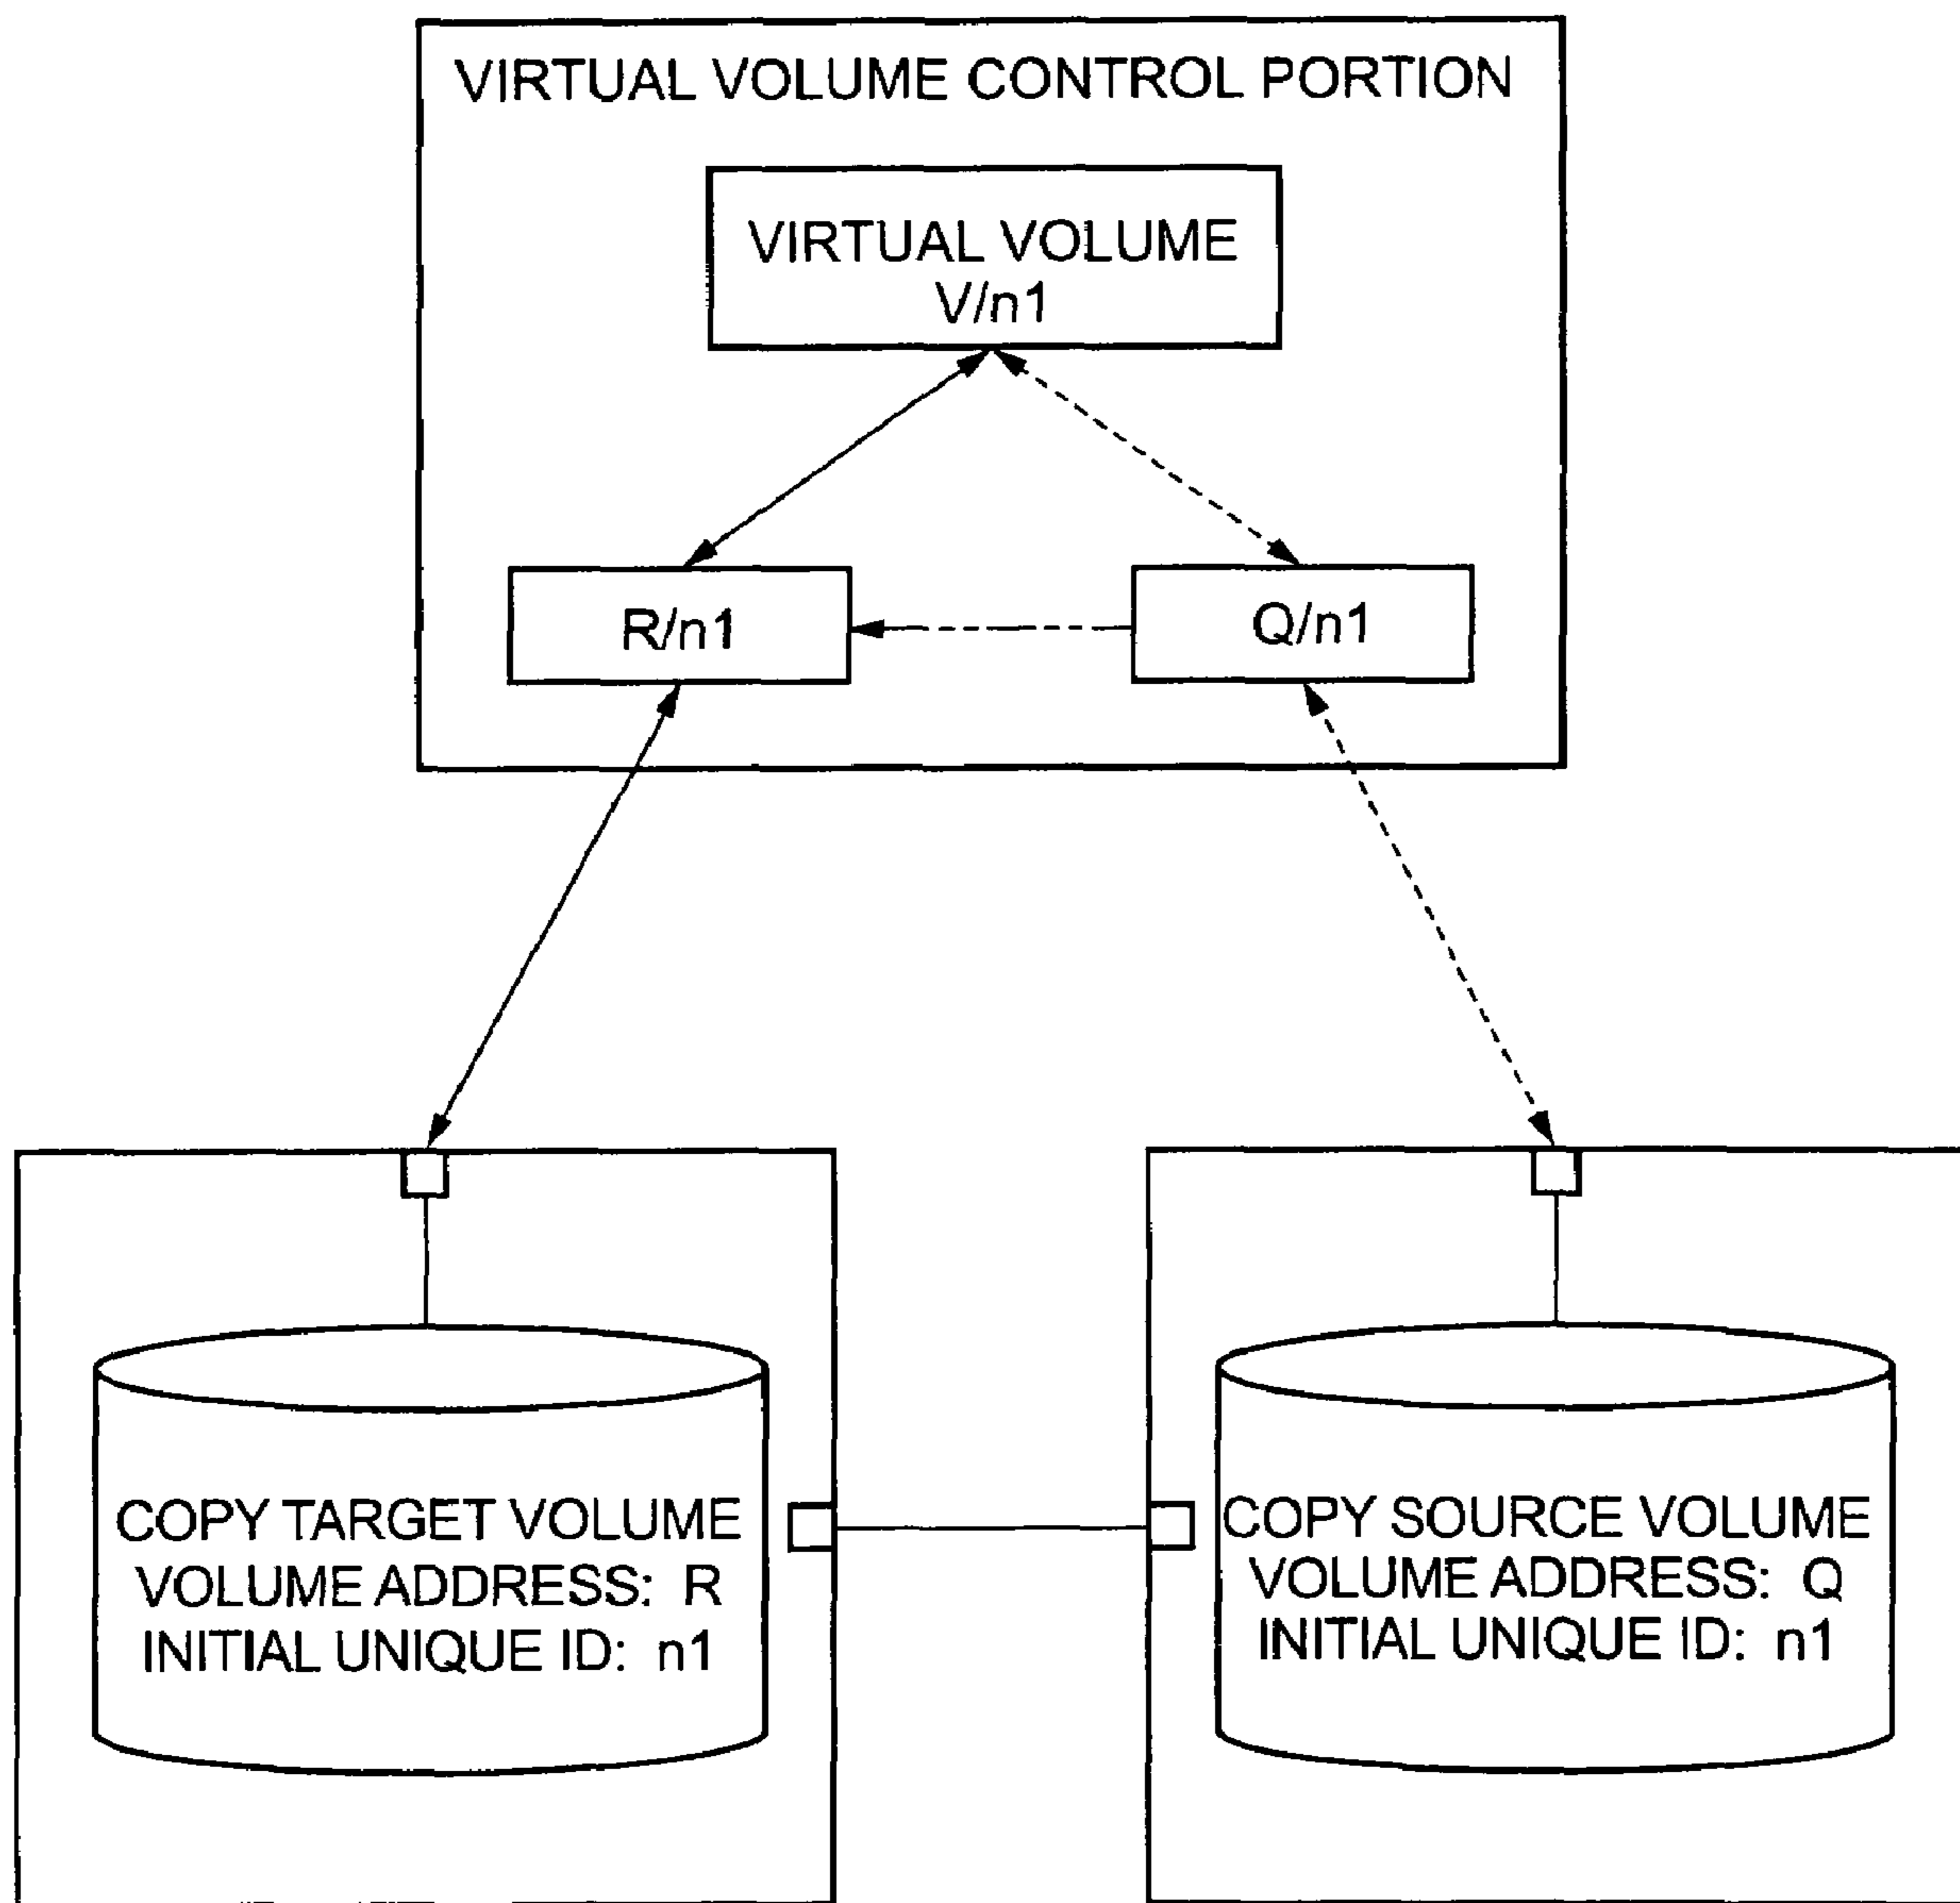 VIRTUAL VOLUME CONTROL PORTION
VIRTUAL VOLUME
V/n1
R/n1
Q/n1
COPY TARGET VOLUME
VOLUME ADDRESS: R
INITIAL UNIQUE ID: n1
COPY SOURCE VOLUME
VOLUME ADDRESS: Q
INITIAL UNIQUE ID: n1